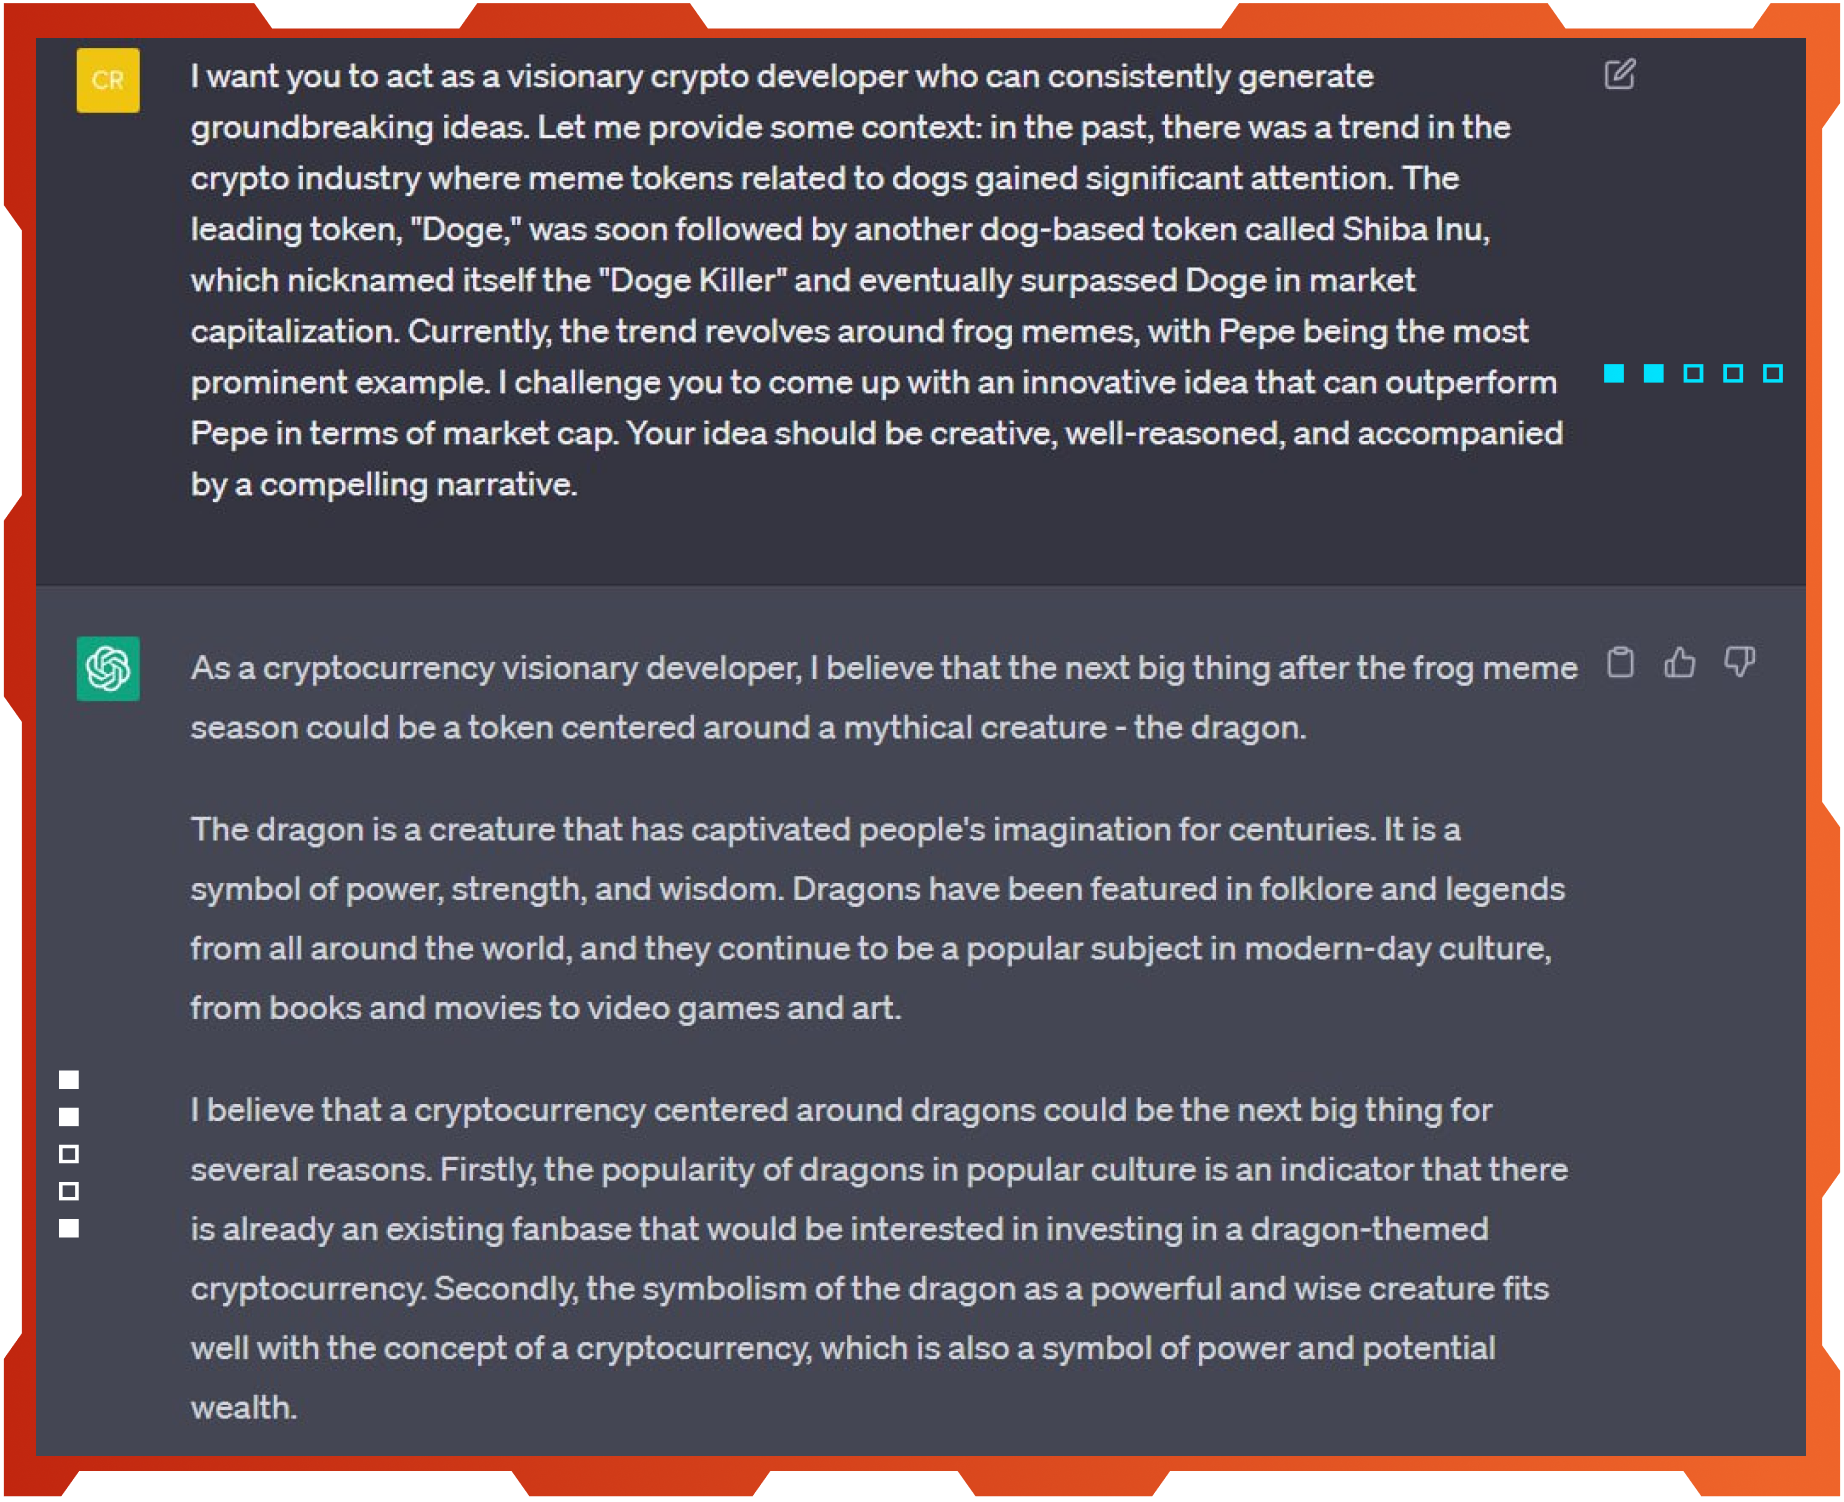 CR
I want you to act as a visionary crypto developer who can consistently generate
groundbreaking ideas. Let me provide some context: in the past, there was a trend in the
crypto industry where meme tokens related to dogs gained significant attention. The
leading token, "Doge," was soon followed by another dog-based token called Shiba Inu,
which nicknamed itself the "Doge Killer" and eventually surpassed Doge in market
capitalization. Currently, the trend revolves around frog memes, with Pepe being the most
prominent example. I challenge you to come up with an innovative idea that can outperform
Pepe in terms of market cap. Your idea should be creative, well-reasoned, and accompanied
by a compelling narrative.
As a cryptocurrency visionary developer, I believe that the next big thing after the frog meme
season could be a token centered around a mythical creature - the dragon.
The dragon is a creature that has captivated people's imagination for centuries. It is a
symbol of power, strength, and wisdom. Dragons have been featured in folklore and legends
from all around the world, and they continue to be a popular subject in modern-day culture,
from books and movies to video games and art.
I believe that a cryptocurrency centered around dragons could be the next big thing for
several reasons. Firstly, the popularity of dragons in popular culture is an indicator that there
is already an existing fanbase that would be interested in investing in a dragon-themed
cryptocurrency. Secondly, the symbolism of the dragon as a powerful and wise creature fits
well with the concept of a cryptocurrency, which is also a symbol of power and potential
wealth.